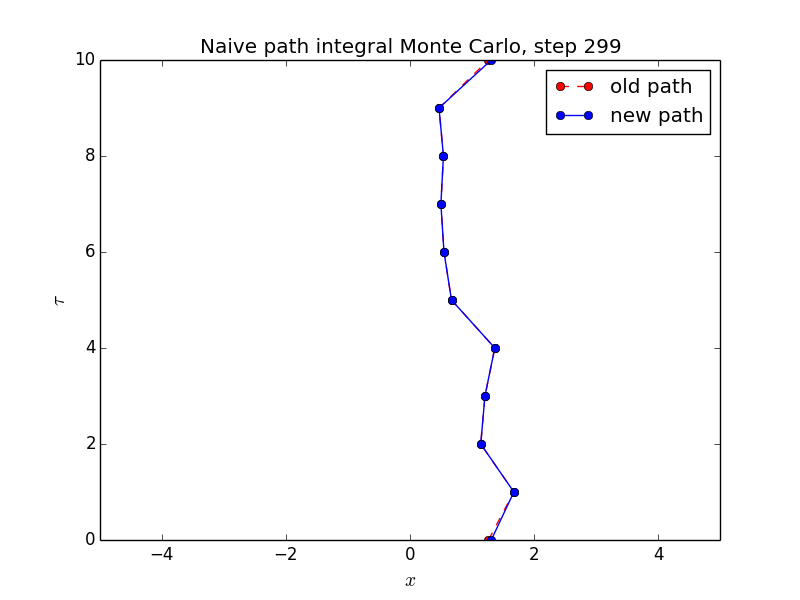 Naive path integral Monte Carlo, step 299
old path
new path
10
8
6
4
2
0
τ
−4 −2 0 2 4
x